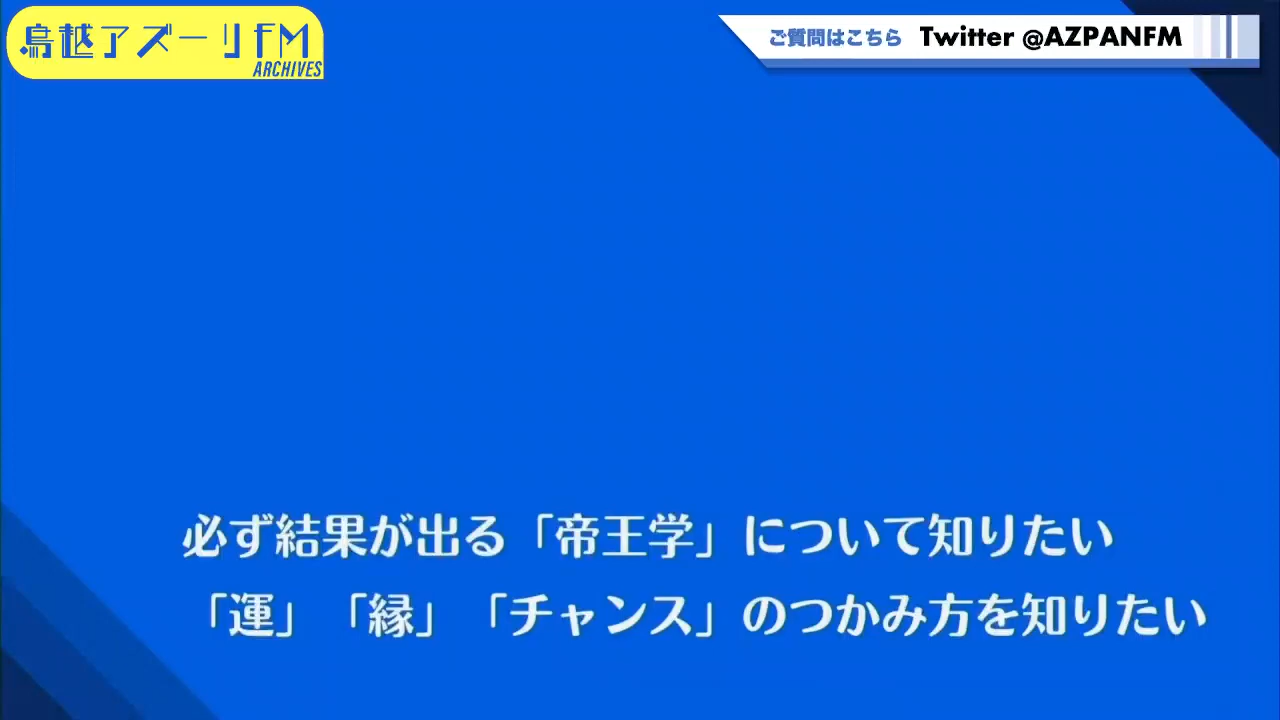 鳥越アズーリFM
ARCHIVES
ご質問はこちら Twitter @AZPANFM
必ず結果が出る「帝王学」について知りたい
「運」「縁」「チャンス」のつかみ方を知りたい